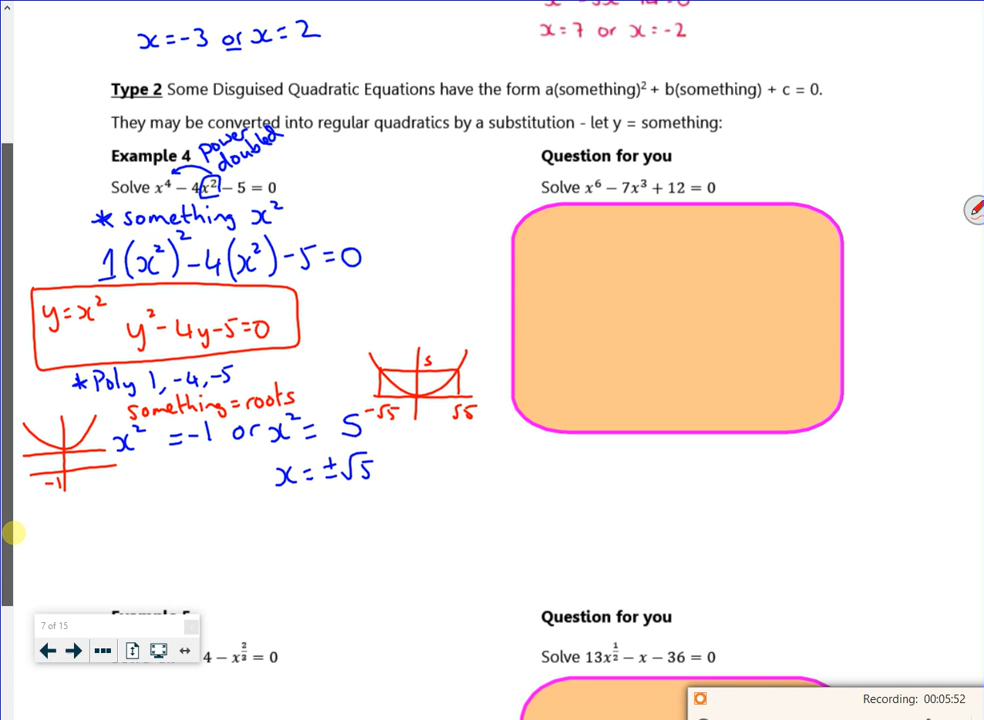 x = -3 or x = 2
x = 7 or x = -2
Type 2 Some Disguised Quadratic Equations have the form a(something)² + b(something) + c = 0.
They may be converted into regular quadratics by a substitution - let y = something:
Example 4
power doubled
Solve x⁴ – 4x² – 5 = 0
* something x²
1(x²)² - 4(x²) - 5 = 0
y = x²
y² - 4y - 5 = 0
* Poly 1, -4, -5
something = roots
x² = -1 or x² = 5
x = ±√5
-1
5
-√5
√5
Question for you
Solve x⁶ – 7x³ + 12 = 0
7 of 15
4 – x^(2/3) = 0
Question for you
Solve 13x^(1/2) – x – 36 = 0
Recording: 00:05:52